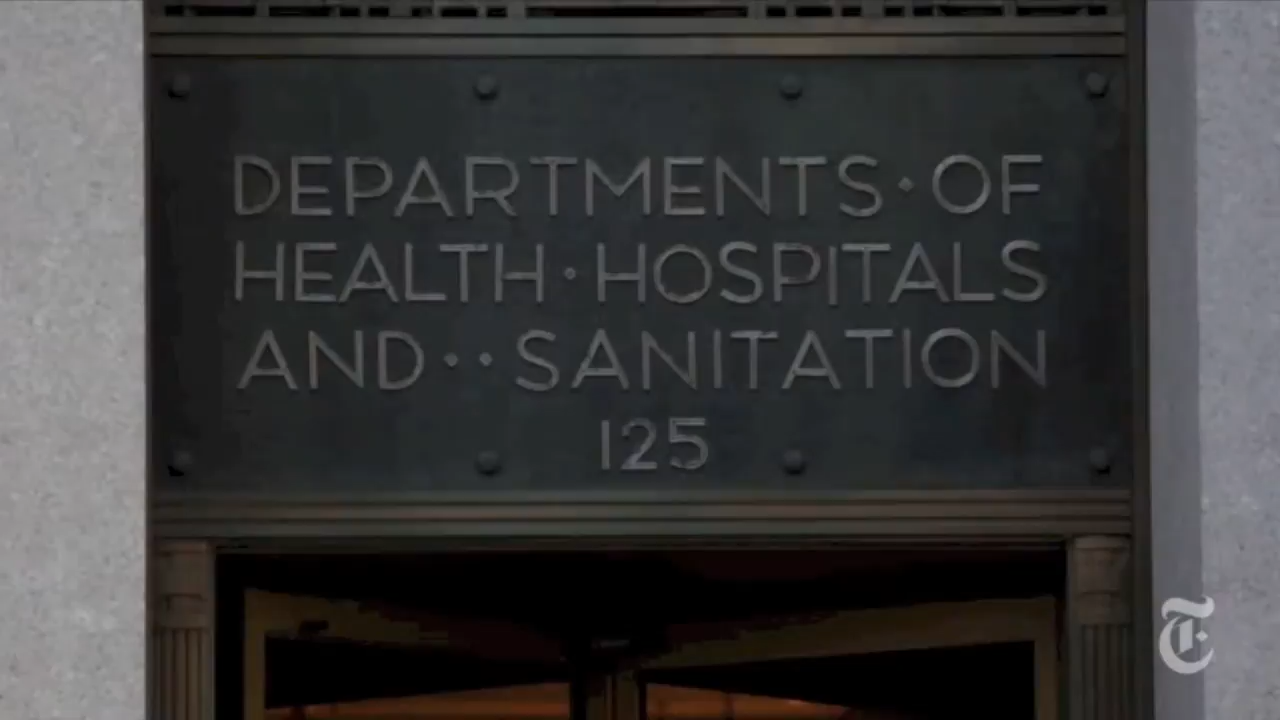 DEPARTMENTS·OF
HEALTH·HOSPITALS
AND··SANITATION
125
T